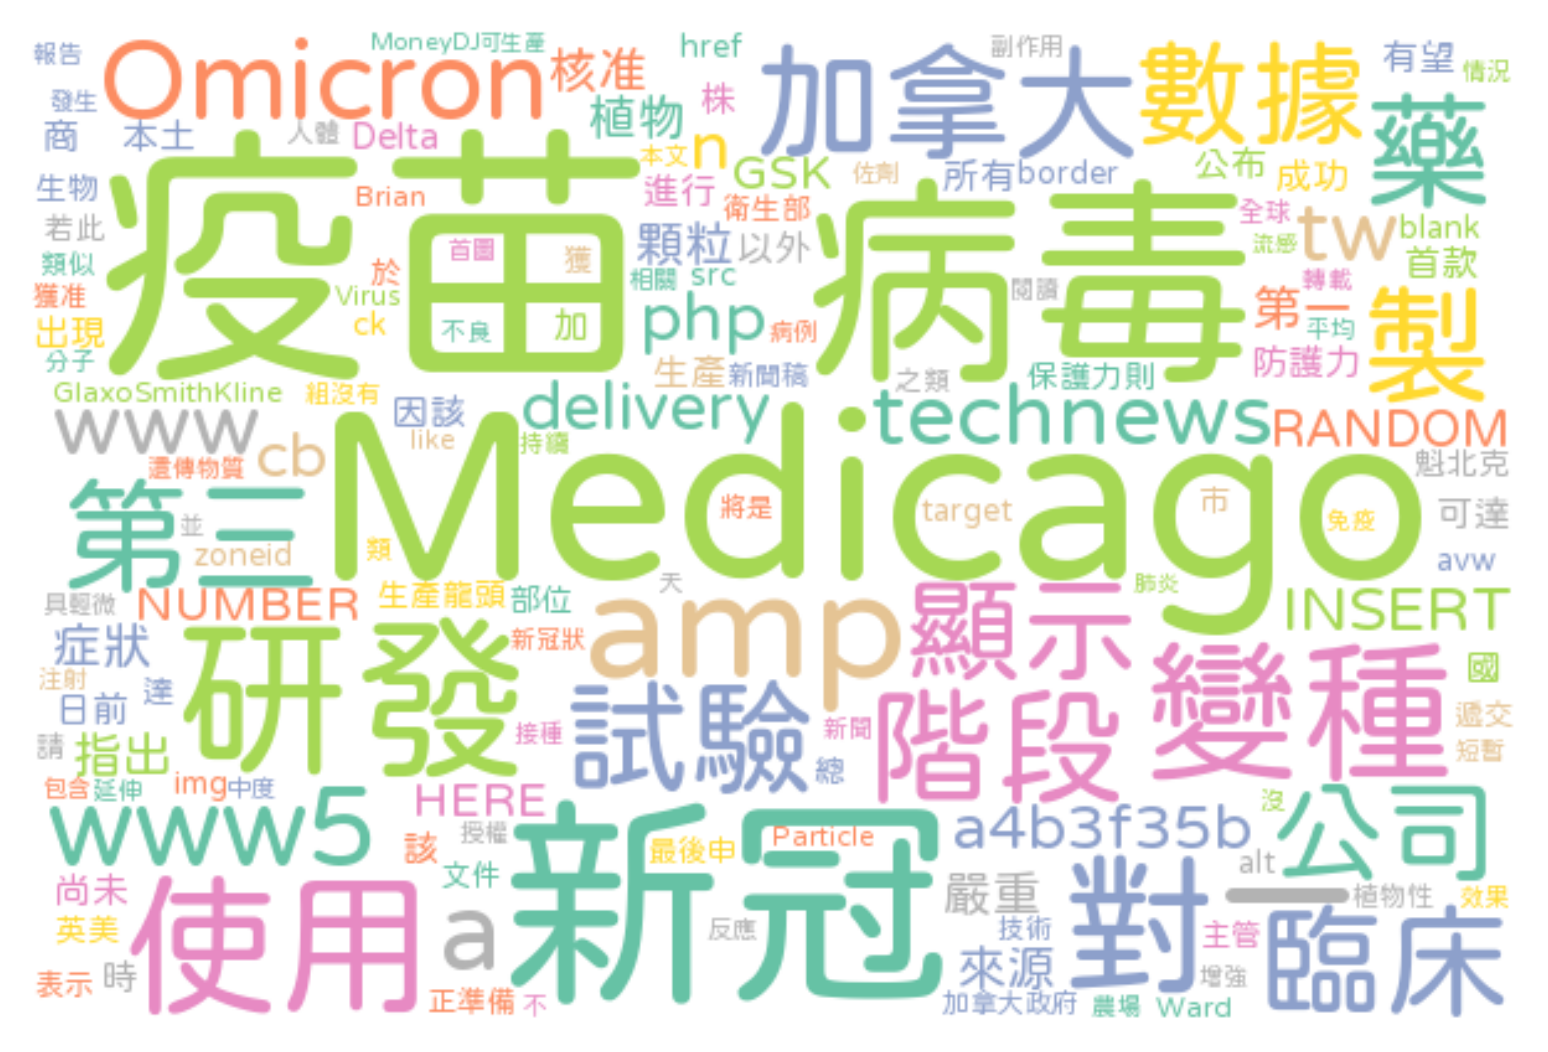 報告
MoneyDJ可生產
href
副作用
有望
情況
Omicron
核准
加拿大
數據
發生
株
植物
藥
商
本土
人體
Delta
本文
n
GSK
佐劑
所有
border
公布
成功
生物
Brian
進行
衛生部
若此
疫苗
首圖
獲
顆粒
以外
病毒
全球
流感
tw
blank
類似
於
相關
src
閱讀
轉載
首款
獲准
Virus
ck
不良
加
php
病例
第一
平均
製
出現
分子
生產
新聞稿
之類
保護力則
防護力
GlaxoSmithKline
組沒有
因該
delivery
technews
RANDOM
www
like
持續
遺傳物質
cb
Medicago
魁北克
第三
並
將是
target
市
免疫
可達
zoneid
類
avw
天
肺炎
具輕微
NUMBER
生產龍頭
部位
amp
顯示
INSERT
症狀
研發
新冠狀
變種
國
注射
日前
達
試驗
階段
遞交
請
指出
接種
新聞
短暫
總
包含
延伸
img
中度
HERE
www5
沒
公司
該
授權
新冠
最後申
Particle
a4b3f35b
alt
文件
尚未
使用
a
嚴重
對
一
植物性
效果
英美
反應
技術
主管
臨床
表示
時
來源
增強
正準備
不
加拿大政府
農場
Ward